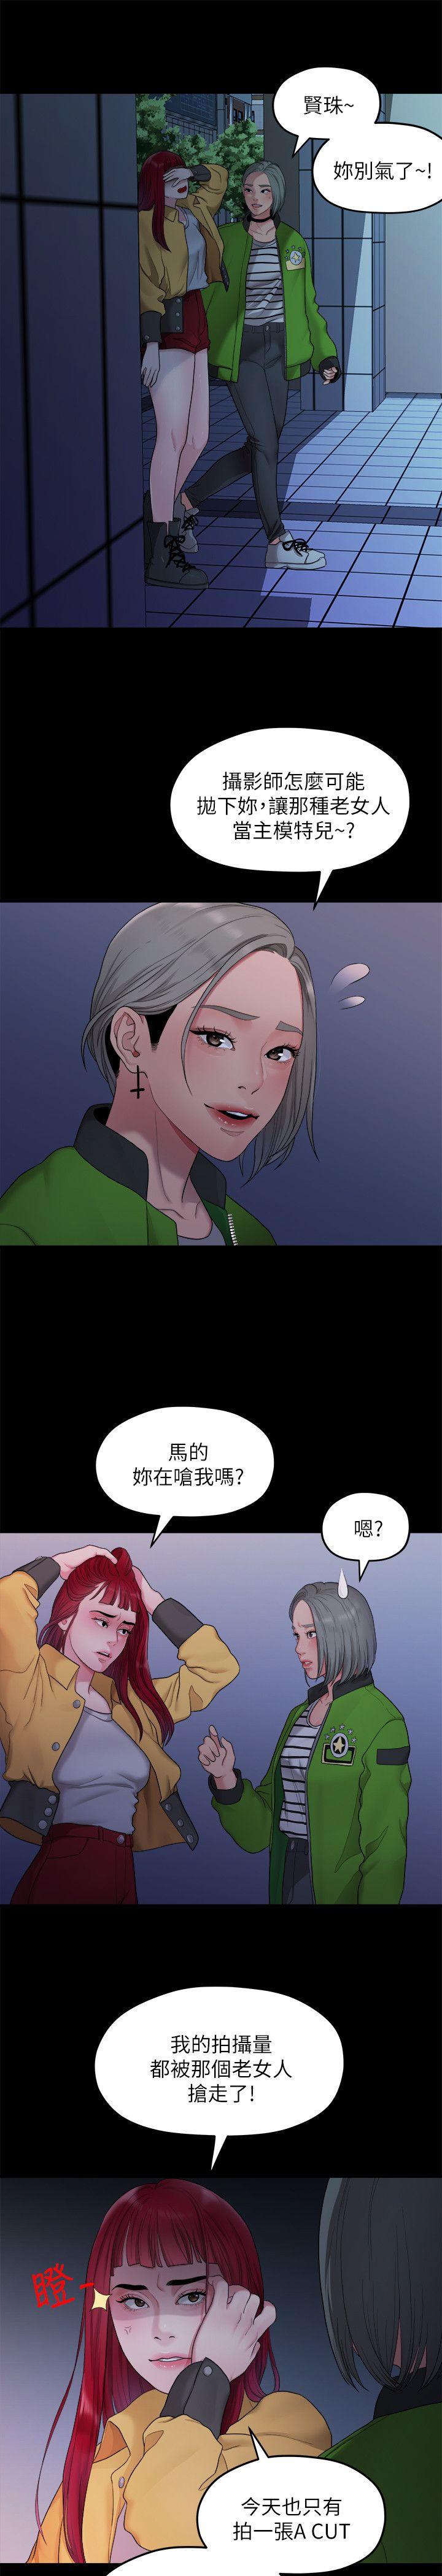 賢珠~
妳別氣了~!
攝影師怎麼可能
拋下妳，讓那種老女人
當主模特兒~?
馬的
妳在嗆我嗎?
嗯?
我的拍攝量
都被那個老女人
搶走了!
瞪-
今天也只有
拍一張A CUT